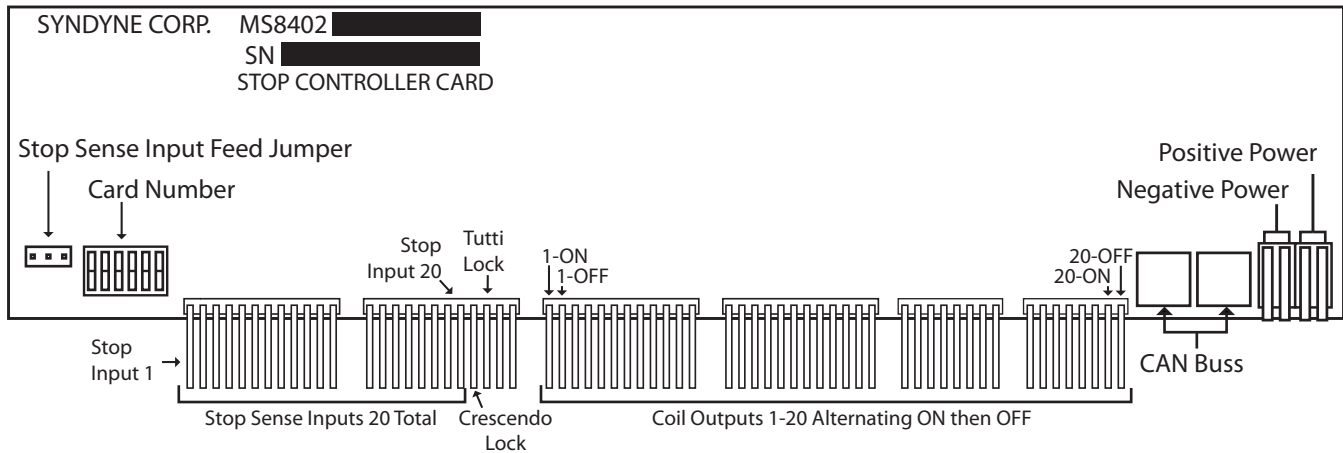 SYNDYNE CORP. MS8402
SN
STOP CONTROLLER CARD
Stop Sense Input Feed Jumper
Card Number
Positive Power
Negative Power
Stop
Input 20
Tutti
Lock
1-ON
1-OFF
20-OFF
20-ON
Stop
Input 1
CAN Buss
Stop Sense Inputs 20 Total
Crescendo
Lock
Coil Outputs 1-20 Alternating ON then OFF